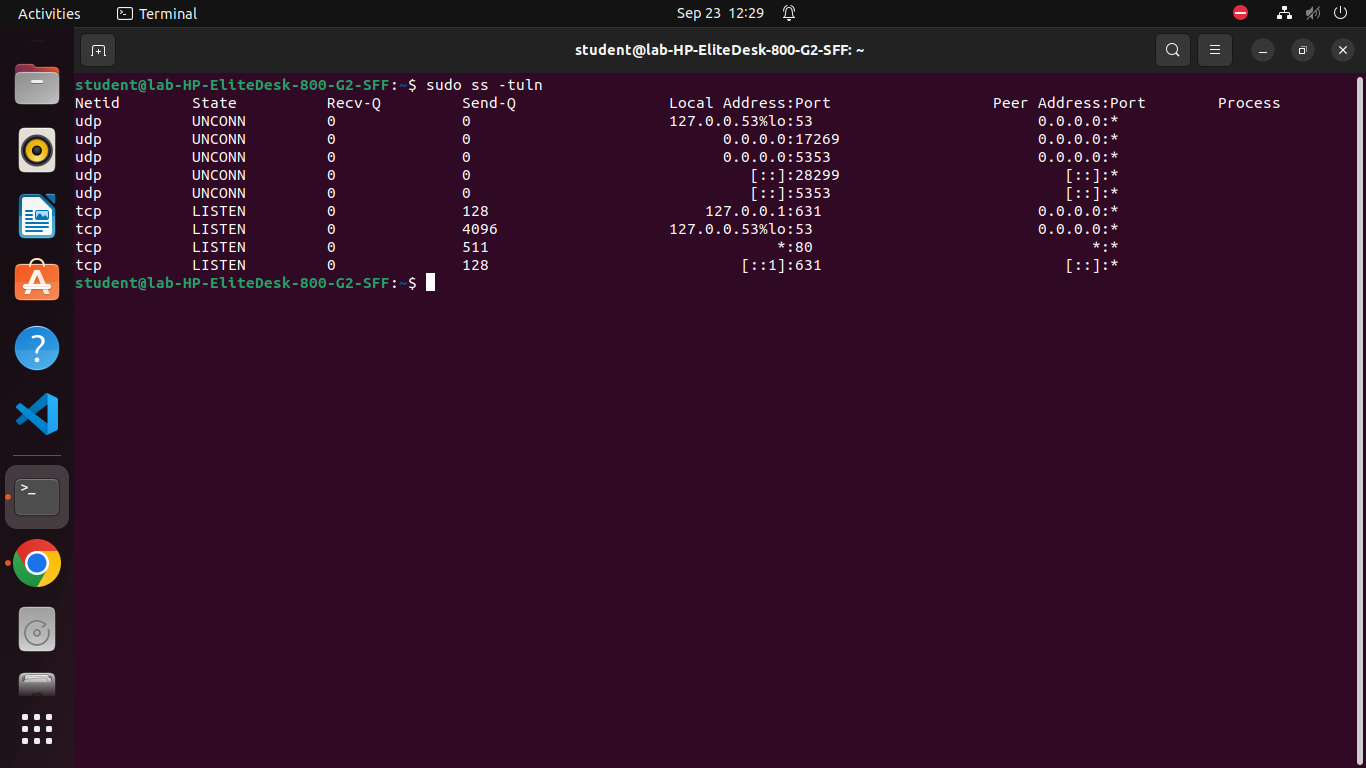 Activities Terminal Sep 23 12:29
student@lab-HP-EliteDesk-800-G2-SFF: ~
student@lab-HP-EliteDesk-800-G2-SFF:~$ sudo ss -tuln
Netid State Recv-Q Send-Q Local Address:Port Peer Address:Port Process
udp UNCONN 0 0 127.0.0.53%lo:53 0.0.0.0:*
udp UNCONN 0 0 0.0.0.0:17269 0.0.0.0:*
udp UNCONN 0 0 0.0.0.0:5353 0.0.0.0:*
udp UNCONN 0 0 [::]:28299 [::]:*
udp UNCONN 0 0 [::]:5353 [::]:*
tcp LISTEN 0 128 127.0.0.1:631 0.0.0.0:*
tcp LISTEN 0 4096 127.0.0.53%lo:53 0.0.0.0:*
tcp LISTEN 0 511 *:80 *:*
tcp LISTEN 0 128 [::1]:631 [::]:*
student@lab-HP-EliteDesk-800-G2-SFF:~$